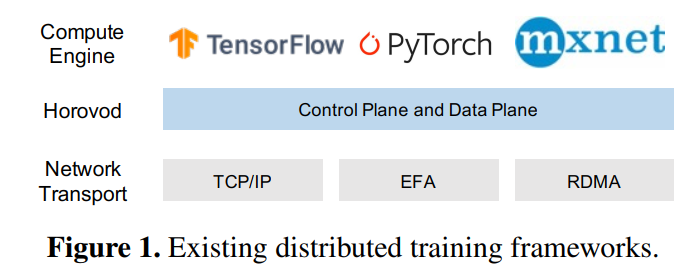 Compute
Engine
TensorFlow
PyTorch
mxnet
Horovod
Control Plane and Data Plane
Network
Transport
TCP/IP
EFA
RDMA
Figure 1. Existing distributed training frameworks.